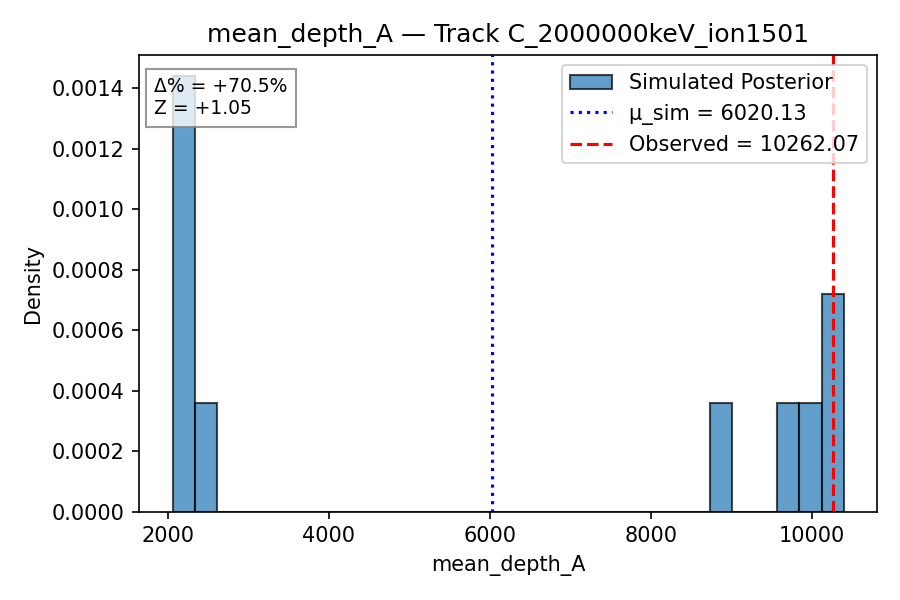 mean_depth_A — Track C_2000000keV_ion1501
Δ% = +70.5%
Z = +1.05
Simulated Posterior
μ_sim = 6020.13
Observed = 10262.07
Density
0.0014
0.0012
0.0010
0.0008
0.0006
0.0004
0.0002
0.0000
2000 4000 6000 8000 10000
mean_depth_A